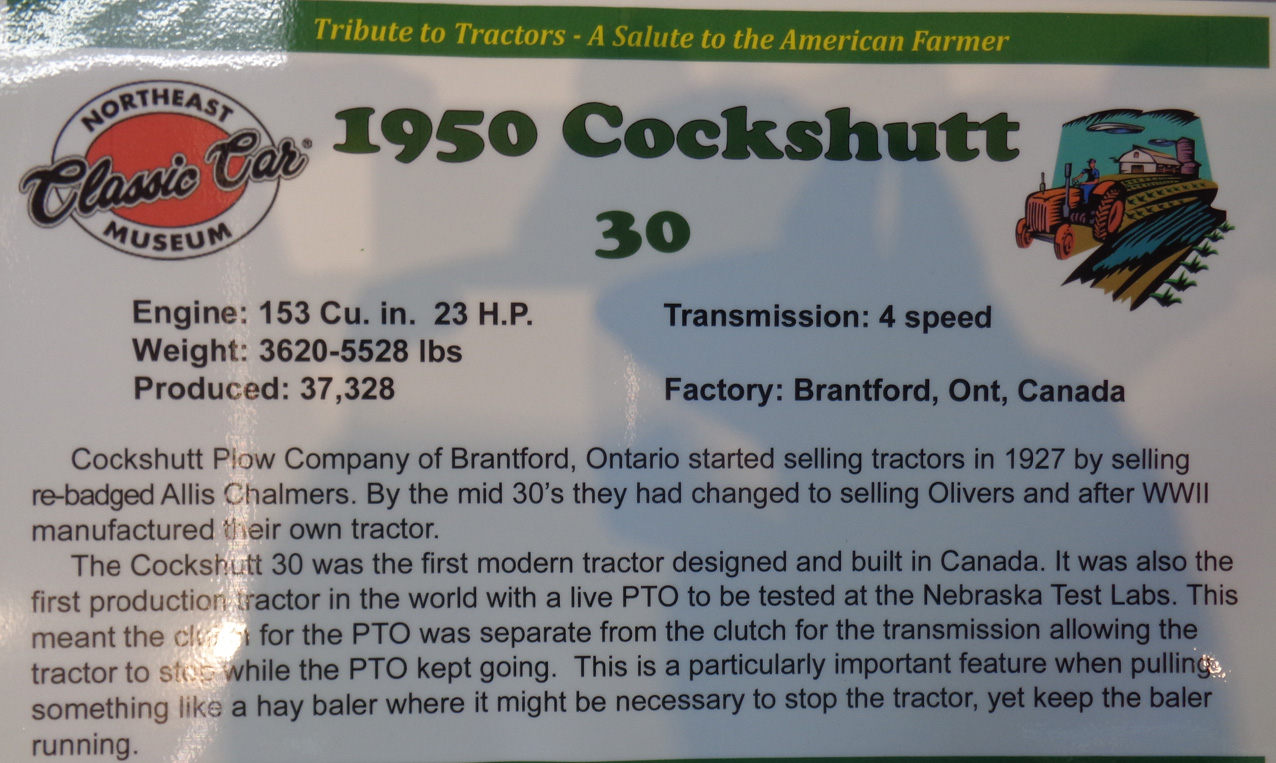 Tribute to Tractors - A Salute to the American Farmer
NORTHEAST
Classic Car®
MUSEUM
1950 Cockshutt
30
Engine: 153 Cu. in.  23 H.P.
Transmission: 4 speed
Weight: 3620-5528 lbs
Produced: 37,328
Factory: Brantford, Ont, Canada
Cockshutt Plow Company of Brantford, Ontario started selling tractors in 1927 by selling
re-badged Allis Chalmers. By the mid 30's they had changed to selling Olivers and after WWII
manufactured their own tractor.
The Cockshutt 30 was the first modern tractor designed and built in Canada. It was also the
first production tractor in the world with a live PTO to be tested at the Nebraska Test Labs. This
meant the clutch for the PTO was separate from the clutch for the transmission allowing the
tractor to stop while the PTO kept going.  This is a particularly important feature when pulling
something like a hay baler where it might be necessary to stop the tractor, yet keep the baler
running.